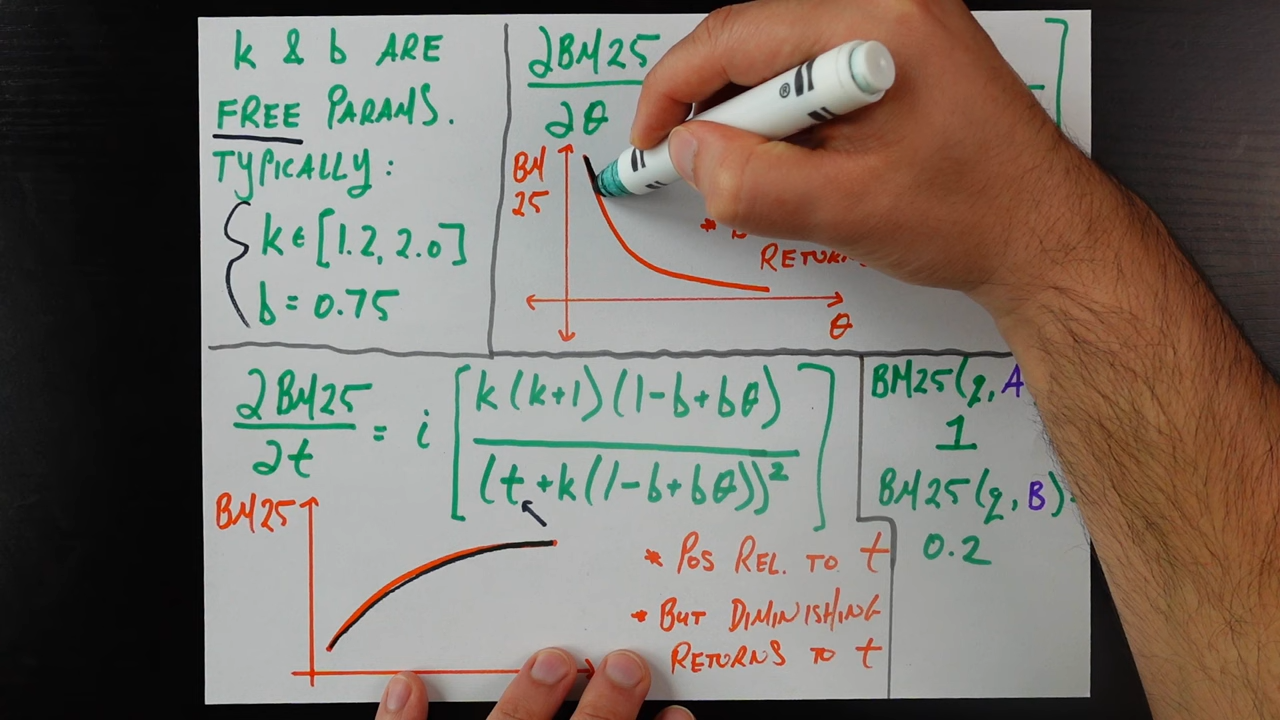 k & b ARE
FREE PARAMS.
TYPICALLY:
k ∈ [1.2, 2.0]
b = 0.75
∂BM25
∂θ
BM
25
RETURN
θ
∂BM25
∂t
= i [ k(k+1)(1-b+bθ)
(t+k(1-b+bθ))² ]
BM25
* POS REL. TO t
* BUT DIMINISHING
RETURNS TO t
BM25(q, A
1
BM25(q, B)
0.2
®